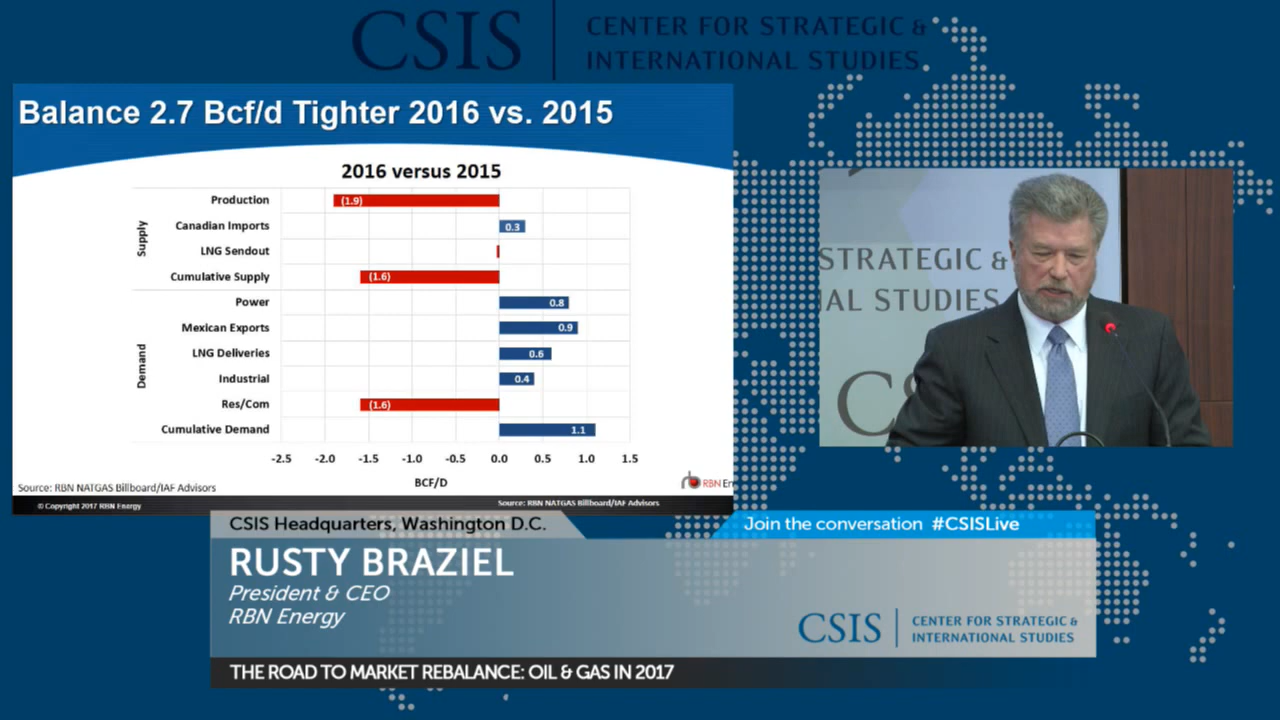 CSIS
CENTER FOR STRATEGIC &
INTERNATIONAL STUDIES
Balance 2.7 Bcf/d Tighter 2016 vs. 2015
2016 versus 2015
Supply
Production
(1.9)
Canadian Imports
0.3
LNG Sendout
Cumulative Supply
(1.6)
Demand
Power
0.8
Mexican Exports
0.9
LNG Deliveries
0.6
Industrial
0.4
Res/Com
(1.6)
Cumulative Demand
1.1
-2.5 -2.0 -1.5 -1.0 -0.5 0.0 0.5 1.0 1.5
BCF/D
Source: RBN NATGAS Billboard/IAF Advisors
RBN En
© Copyright 2017 RBN Energy
Source: RBN NATGAS Billboard/IAF Advisors
STRATEGIC &
AL STUDIES
CS
CSIS Headquarters, Washington D.C.
Join the conversation #CSISLive
RUSTY BRAZIEL
President & CEO
RBN Energy
CSIS
CENTER FOR STRATEGIC &
INTERNATIONAL STUDIES
THE ROAD TO MARKET REBALANCE: OIL & GAS IN 2017